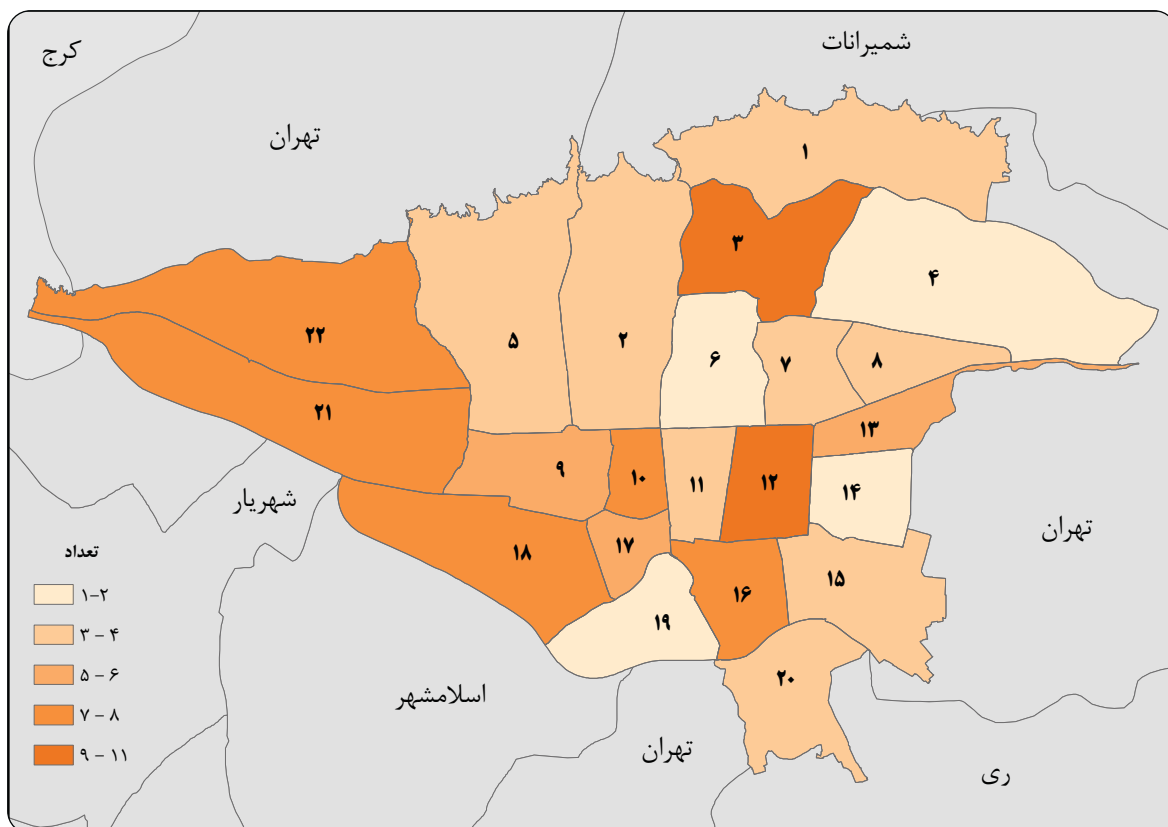 کرج
شمیرانات
تهران
۱
۳
۴
۲۲
۵
۲
۶
۷
۸
۲۱
۱۳
۹
۱۰
۱۱
۱۲
۱۴
شهریار
تهران
۱۸
۱۷
۱۶
۱۵
۱۹
۲۰
اسلامشهر
تهران
ری
تعداد
۱-۲
۳ - ۴
۵ - ۶
۷ - ۸
۹ - ۱۱